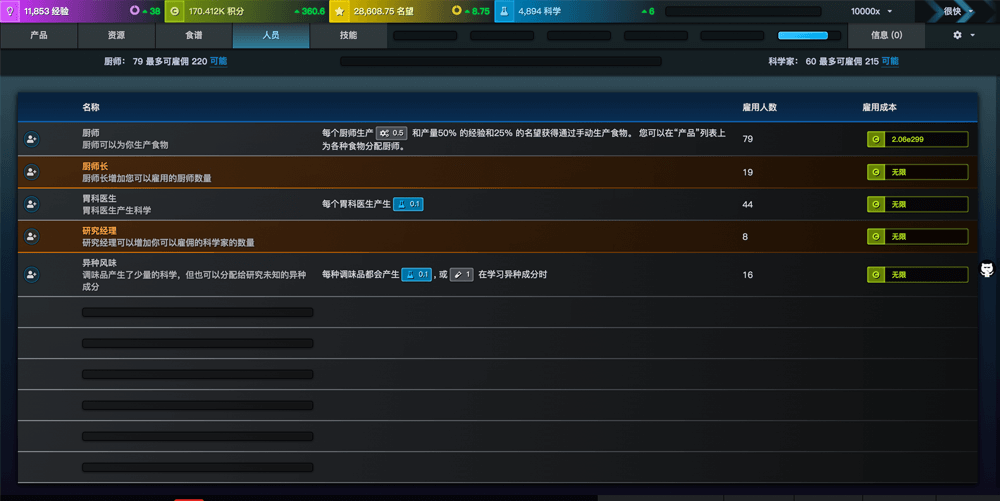 11,853 经验 38 170.412K 积分 360.6 28,608.75 名望 8.75 4,894 科学 6 10000x 很快
产品 资源 食谱 人员 技能 信息 (0)
厨师: 79 最多可雇佣 220 可能 科学家: 60 最多可雇佣 215 可能
名称 雇用人数 雇用成本
厨师
厨师可以为你生产食物
每个厨师生产 0.5 和产量50% 的经验和25% 的名望获得通过手动生产食物。 您可以在"产品"列表上
为各种食物分配厨师。
79 2.06e299
厨师长
厨师长增加您可以雇用的厨师数量
19 无限
胃科医生
胃科医生产生科学
每个胃科医生产生 0.1
44 无限
研究经理
研究经理可以增加你可以雇佣的科学家的数量
8 无限
异种风味
调味品产生了少量的科学，但也可以分配给研究未知的异种
成分
每种调味品都会产生 0.1 , 或 1 在学习异种成分时
16 无限